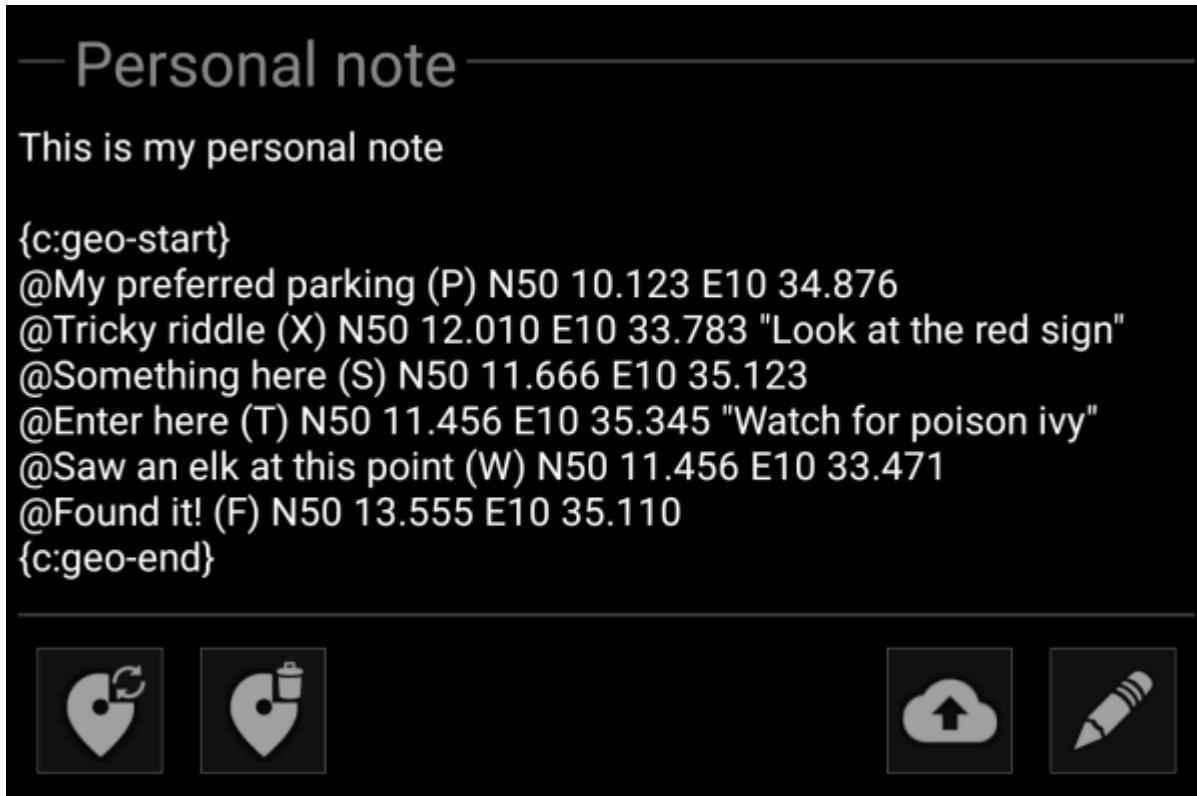 Personal note
This is my personal note
{c:geo-start}
@My preferred parking (P) N50 10.123 E10 34.876
@Tricky riddle (X) N50 12.010 E10 33.783 "Look at the red sign"
@Something here (S) N50 11.666 E10 35.123
@Enter here (T) N50 11.456 E10 35.345 "Watch for poison ivy"
@Saw an elk at this point (W) N50 11.456 E10 33.471
@Found it! (F) N50 13.555 E10 35.110
{c:geo-end}